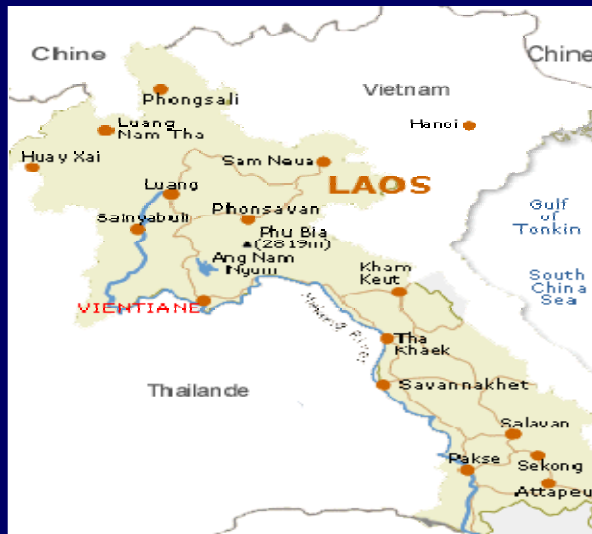 Chine
Chine
Phongsali
Vietnam
Luang
Nam Tha
Hanoi
Huay Xai
Sam Neua
LAOS
Luang
Phonsavan
Sainyabuli
Phu Bia
(2819m)
Gulf
of
Tonkin
Ang Nam
Ngum
Kham
Keut
South
China
Sea
VIENTIANE
Mekong River
Tha
Khaek
Thailande
Savannakhet
Salavan
Pakse
Sekong
Attapeu